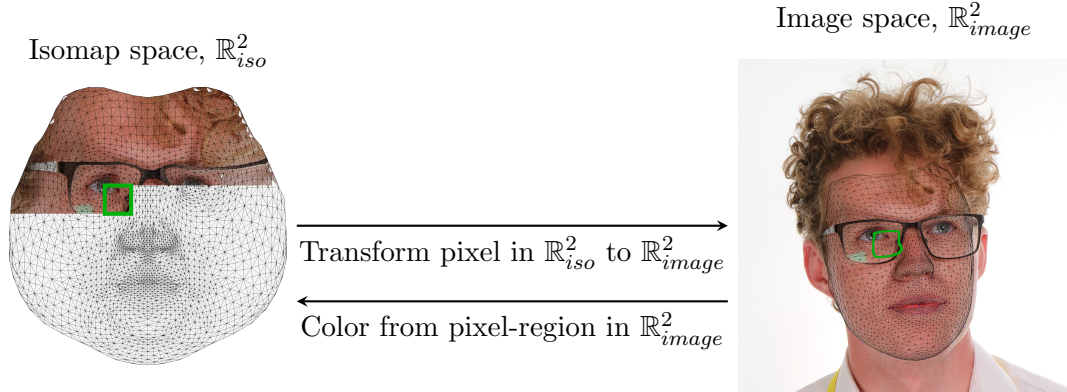 Isomap space, ℝ²_iso
Image space, ℝ²_image
Transform pixel in ℝ²_iso to ℝ²_image
Color from pixel-region in ℝ²_image